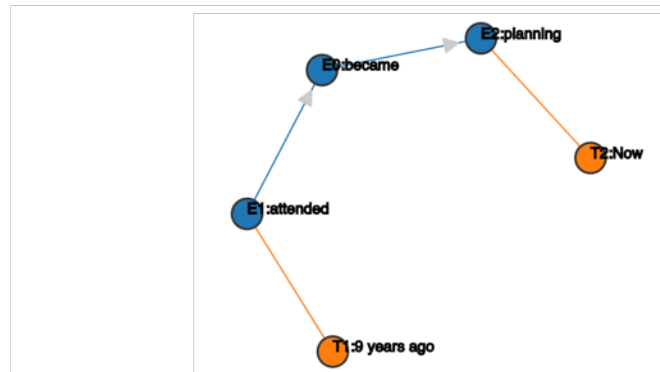 E2:planning
E0:became
T2:Now
E1:attended
T1:9 years ago